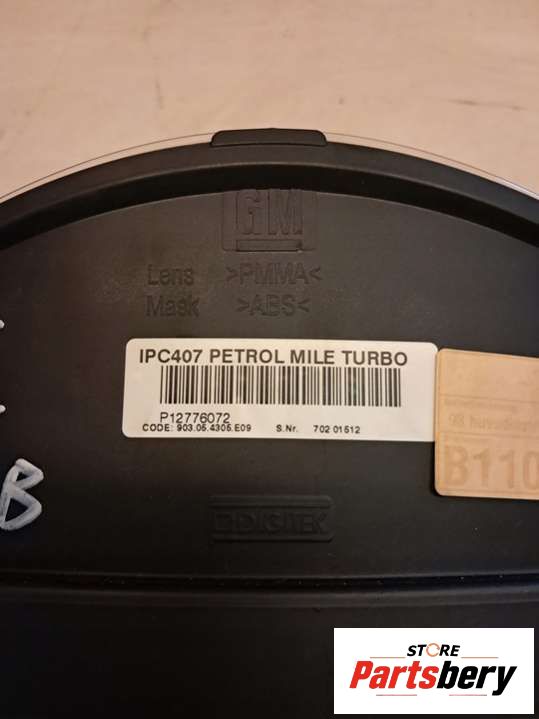 GM
Lens >PMMA<
Mask >ABS<
IPC407 PETROL MILE TURBO
P12776072
CODE: 903.05.4305.E09 S.Nr. 702 01512
98
B110
B
DIGITEK
STORE
Partsbery